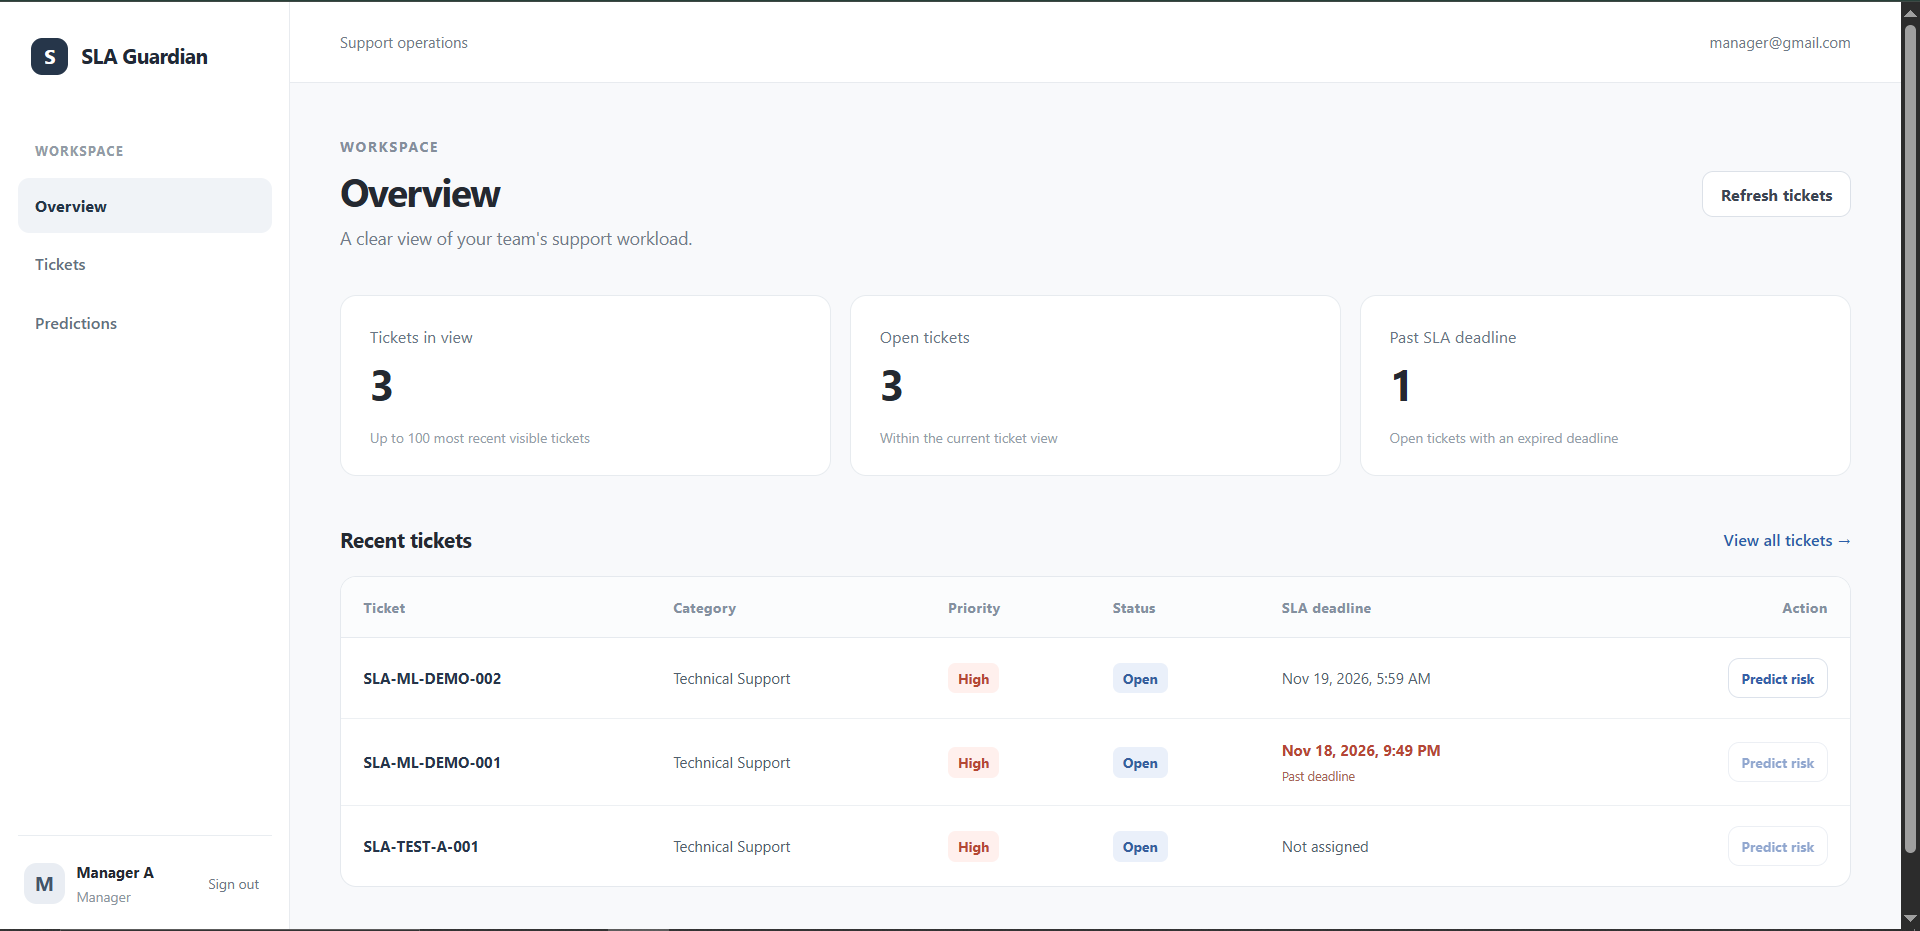 S SLA Guardian
Support operations
manager@gmail.com
WORKSPACE
Overview
Tickets
Predictions
WORKSPACE
Overview
A clear view of your team's support workload.
Refresh tickets
Tickets in view
3
Up to 100 most recent visible tickets
Open tickets
3
Within the current ticket view
Past SLA deadline
1
Open tickets with an expired deadline
Recent tickets
View all tickets →
Ticket Category Priority Status SLA deadline Action
SLA-ML-DEMO-002 Technical Support High Open Nov 19, 2026, 5:59 AM Predict risk
SLA-ML-DEMO-001 Technical Support High Open Nov 18, 2026, 9:49 PM Predict risk
Past deadline
SLA-TEST-A-001 Technical Support High Open Not assigned Predict risk
M
Manager A
Manager
Sign out